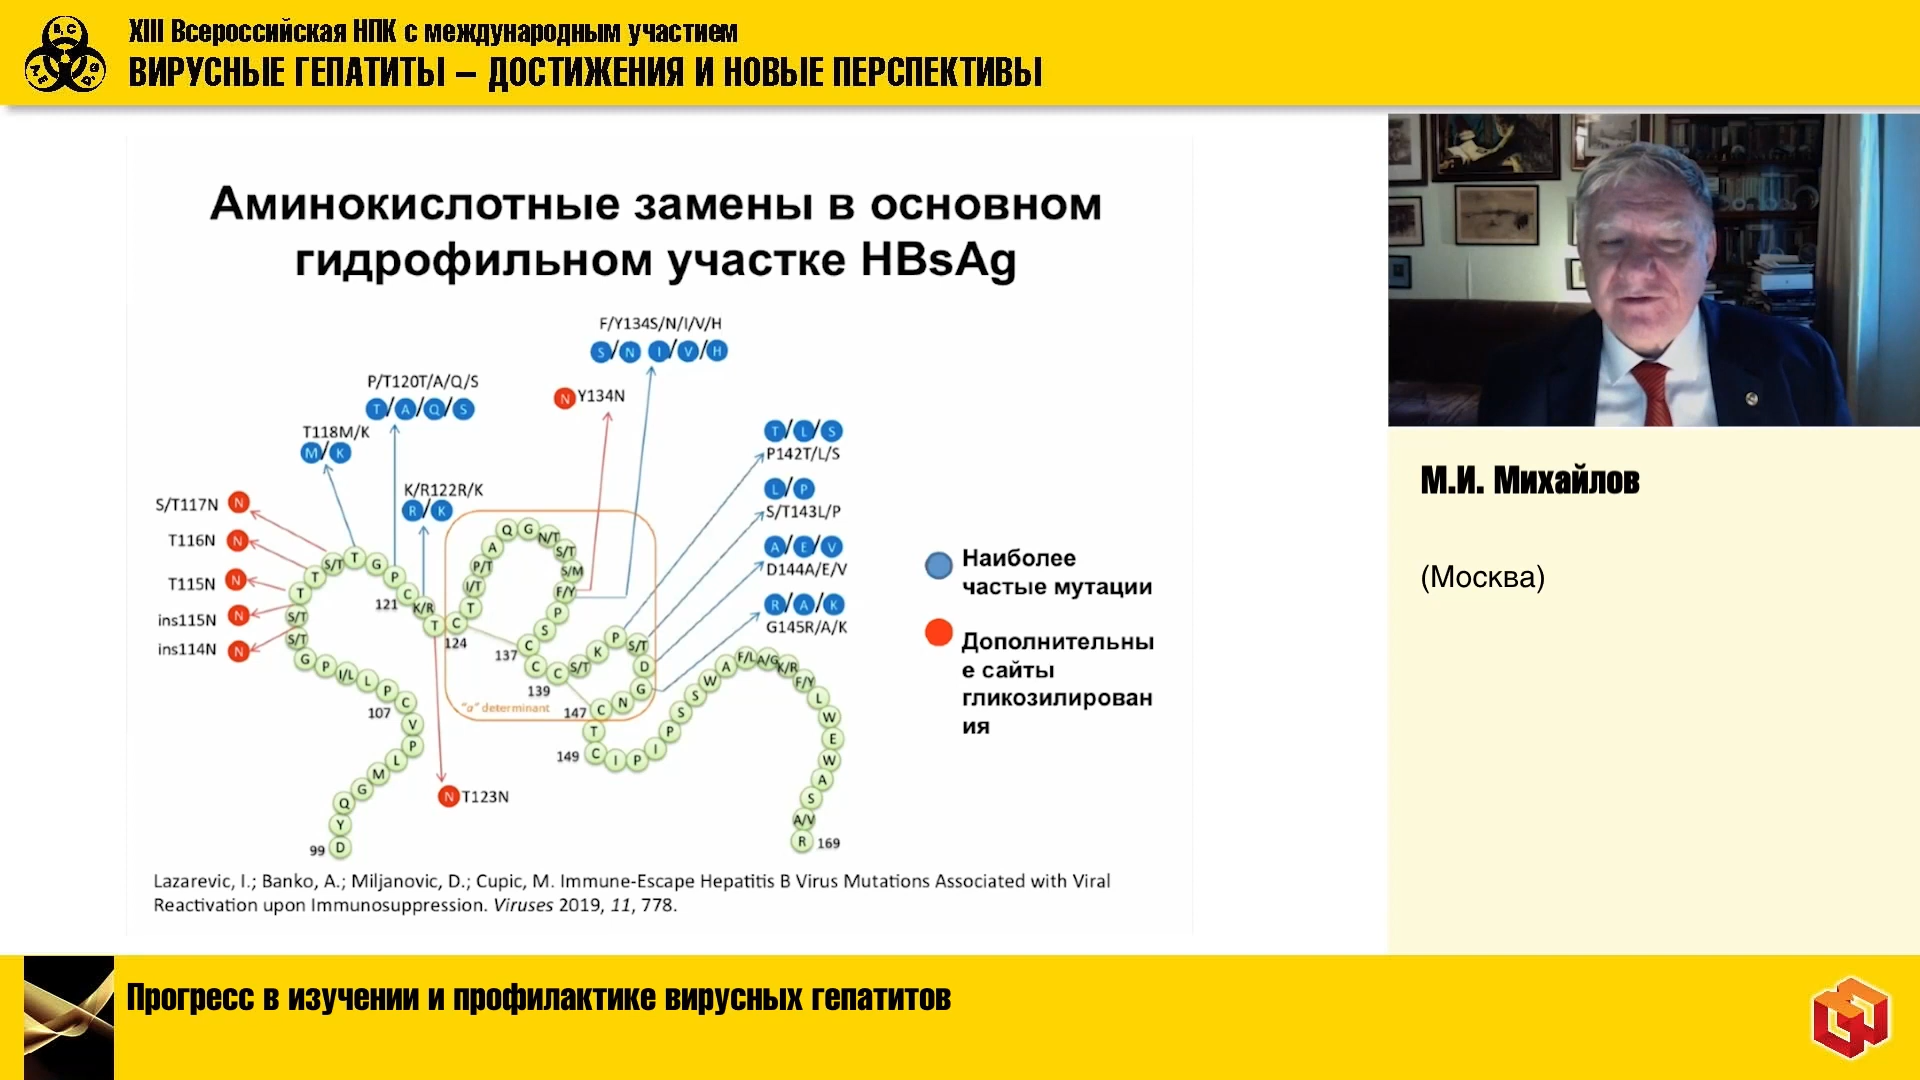 XIII Всероссийская НПК с международным участием
ВИРУСНЫЕ ГЕПАТИТЫ – ДОСТИЖЕНИЯ И НОВЫЕ ПЕРСПЕКТИВЫ
Аминокислотные замены в основном
гидрофильном участке HBsAg
F/Y134S/N/I/V/H
S/N I/V/H
P/T120T/A/Q/S
T/A/Q/S
N Y134N
T118M/K
M/K
T/L/S
P142T/L/S
K/R122R/K
R/K
L/P
S/T143L/P
S/T117N N
T116N N
T115N N
ins115N N
ins114N N
A/E/V
D144A/E/V
R/A/K
G145R/A/K
121
124
137
139
"a" determinant
147
107
149
N T123N
99
169
D
Y
Q
G
M
L
P
V
C
P
L
I/L
P
G
S/T
S/T
T
T
S/T
T
G
P
C
K/R
T
C
T
I/T
P/T
A
Q
G
N/T
S/T
S/M
F/Y
P
S
C
C
C
S/T
K
P
S/T
D
G
N
C
T
C
I
P
I
P
S
S
W
A
F/L
A/G
K/R
F/Y
L
W
E
W
A
S
A/V
R
Наиболее
частые мутации
Дополнительны
е сайты
гликозилирован
ия
Lazarevic, I.; Banko, A.; Miljanovic, D.; Cupic, M. Immune-Escape Hepatitis B Virus Mutations Associated with Viral
Reactivation upon Immunosuppression. Viruses 2019, 11, 778.
М.И. Михайлов
(Москва)
Прогресс в изучении и профилактике вирусных гепатитов